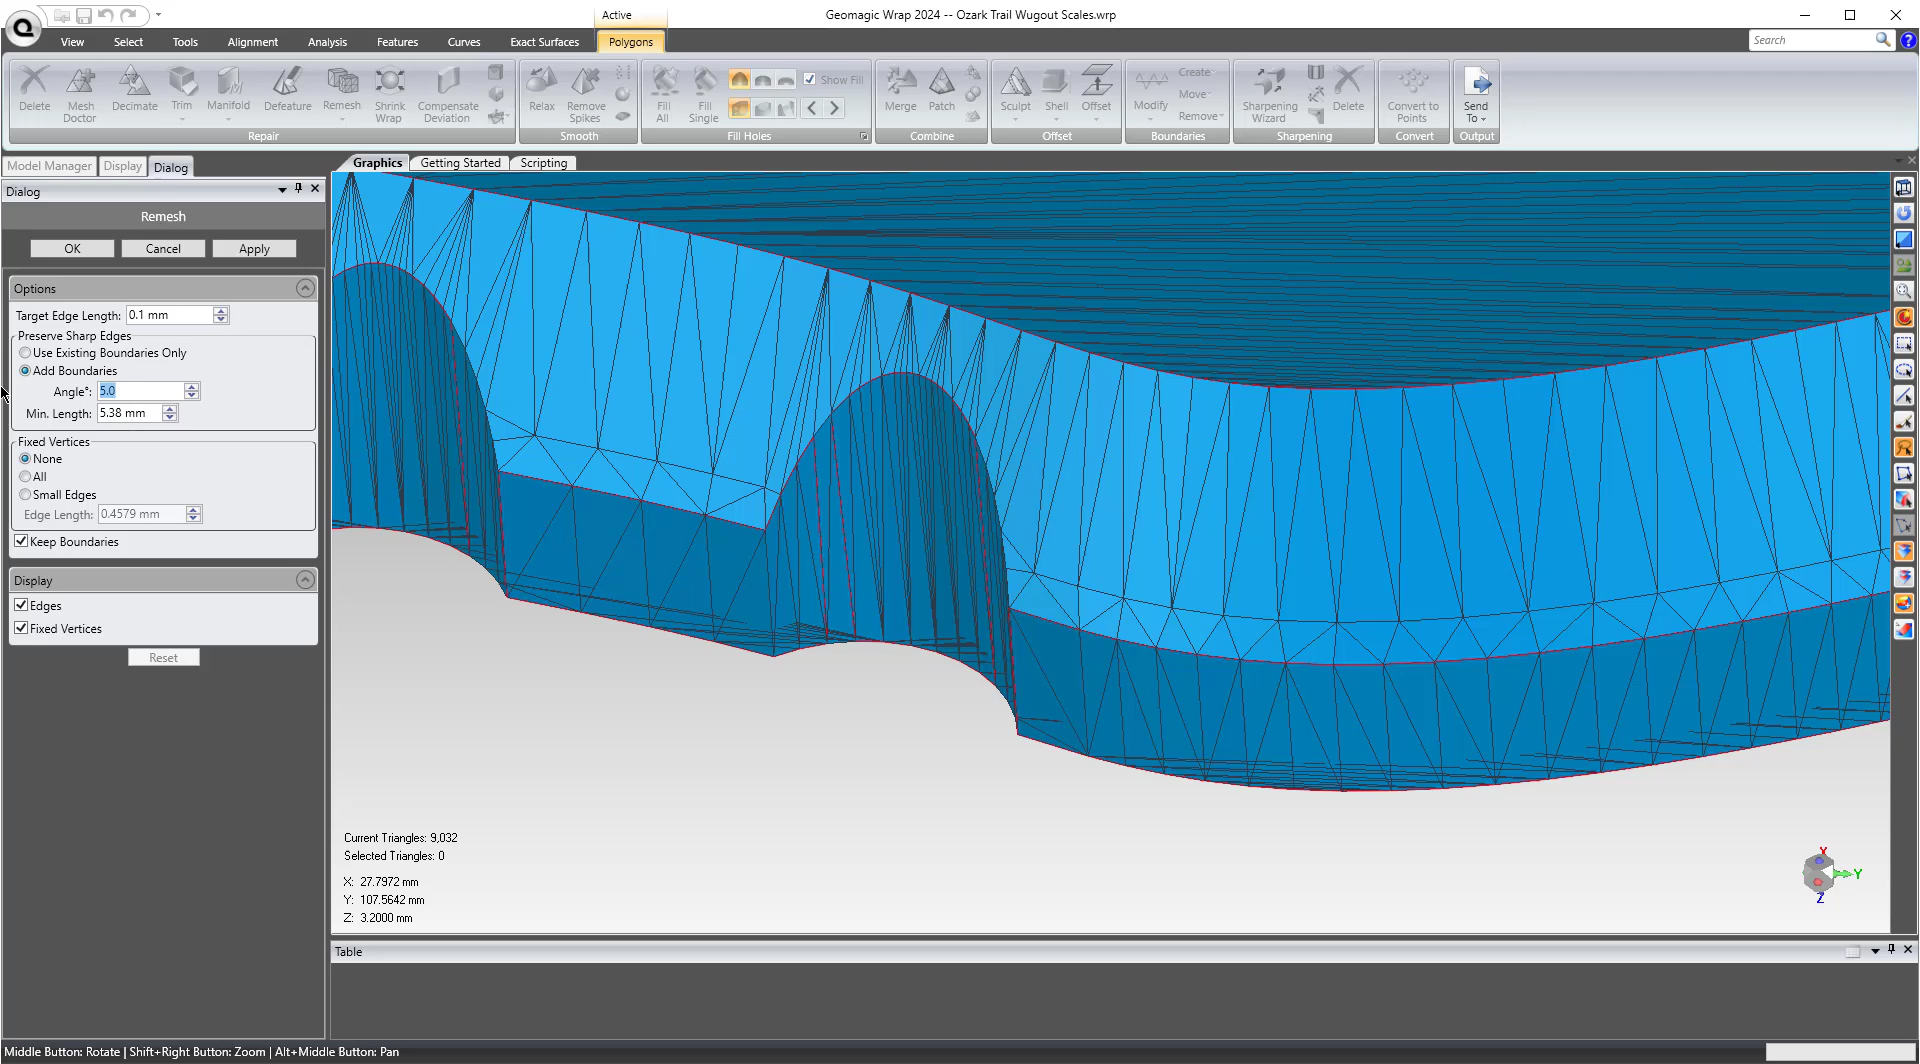 Active
Geomagic Wrap 2024 -- Ozark Trail Wugout Scales.wrp
View Select Tools Alignment Analysis Features Curves Exact Surfaces Polygons
Search
Delete
Mesh Doctor
Decimate
Trim
Manifold
Defeature
Remesh
Shrink Wrap
Compensate Deviation
Relax
Remove Spikes
Fill All
Fill Single
Show Fill
Merge
Patch
Sculpt
Shell
Offset
Modify
Create
Move
Remove
Sharpening Wizard
Delete
Convert to Points
Send To
Repair Smooth Fill Holes Combine Offset Boundaries Sharpening Convert Output
Model Manager Display Dialog
Graphics Getting Started Scripting
Dialog
Remesh
OK Cancel Apply
Options
Target Edge Length: 0.1 mm
Preserve Sharp Edges
Use Existing Boundaries Only
Add Boundaries
Angle°: 5.0
Min. Length: 5.38 mm
Fixed Vertices
None
All
Small Edges
Edge Length: 0.4579 mm
Keep Boundaries
Display
Edges
Fixed Vertices
Reset
Current Triangles: 9,032
Selected Triangles: 0
X: 27.7972 mm
Y: 107.5642 mm
Z: 3.2000 mm
Y
Z
Table
Middle Button: Rotate | Shift+Right Button: Zoom | Alt+Middle Button: Pan